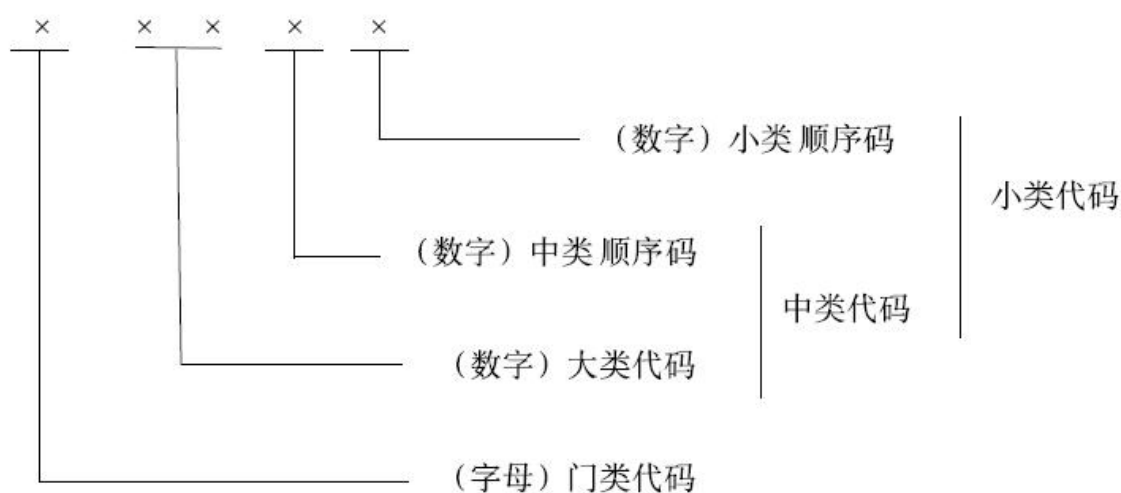 × × × × ×
（数字）小类顺序码
小类代码
（数字）中类顺序码
中类代码
（数字）大类代码
（字母）门类代码